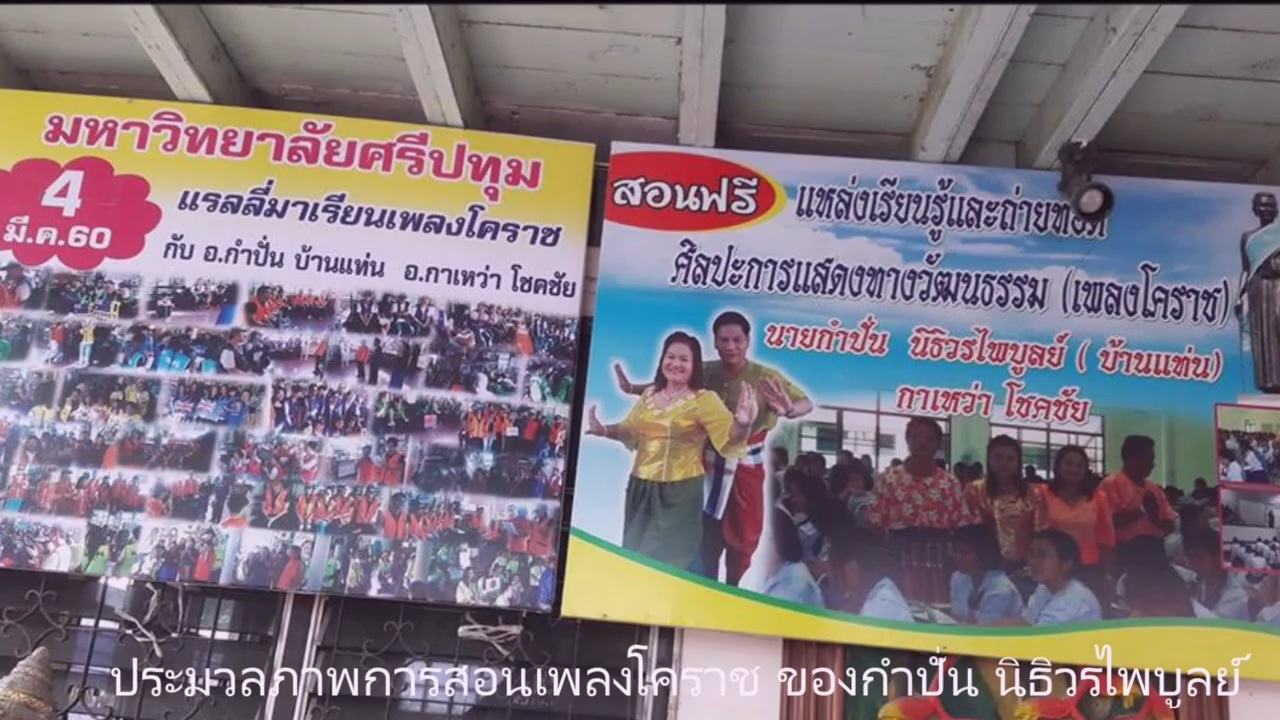 มหาวิทยาลัยศรีปทุม
4
มี.ค.60
แรลลี่มาเรียนเพลงโคราช
กับ อ.กำปั่น บ้านแท่น อ.กาเหว่า โชคชัย
สอนฟรี
แหล่งเรียนรู้และถ่ายทอด
ศิลปะการแสดงทางวัฒนธรรม (เพลงโคราช)
นายกำปั่น นิธิวรไพบูลย์ ( บ้านแท่น)
กาเหว่า โชคชัย
ประมวลภาพการสอนเพลงโคราช ของกำปั่น นิธิวรไพบูลย์